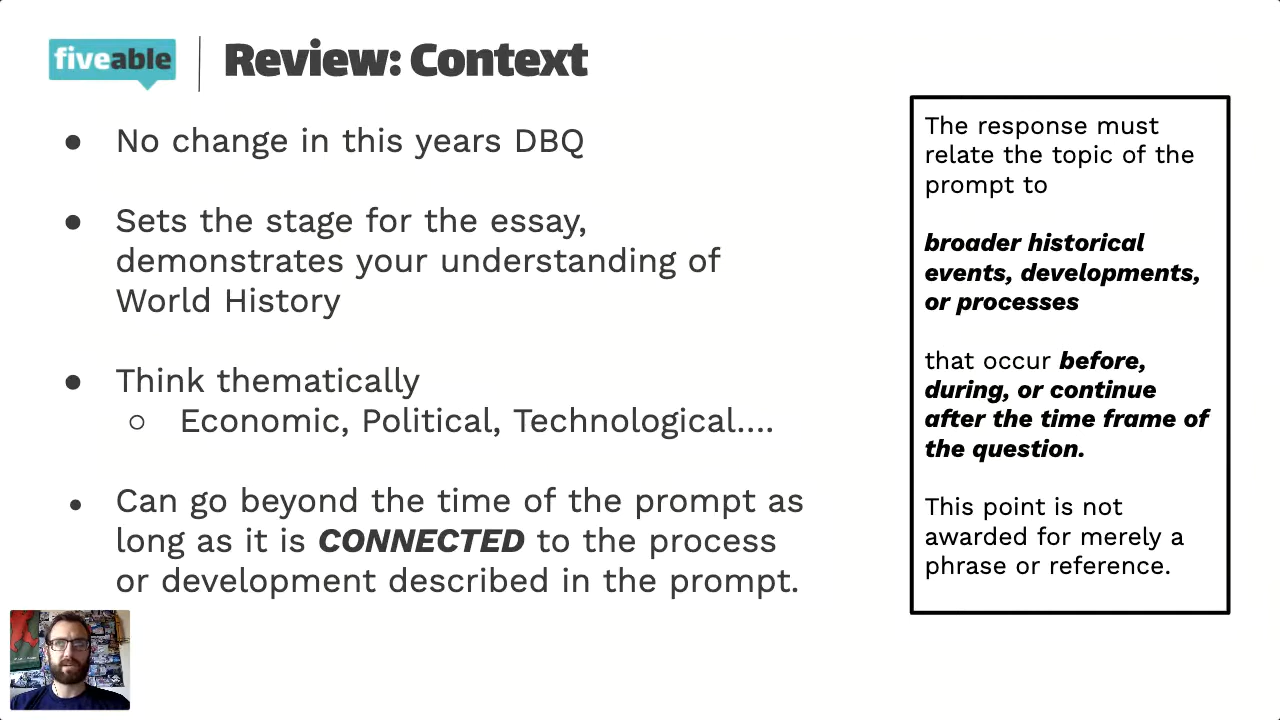 fiveable
Review: Context
● No change in this years DBQ
● Sets the stage for the essay,
demonstrates your understanding of
World History
● Think thematically
○ Economic, Political, Technological....
● Can go beyond the time of the prompt as
long as it is CONNECTED to the process
or development described in the prompt.
The response must
relate the topic of the
prompt to
broader historical
events, developments,
or processes
that occur before,
during, or continue
after the time frame of
the question.
This point is not
awarded for merely a
phrase or reference.